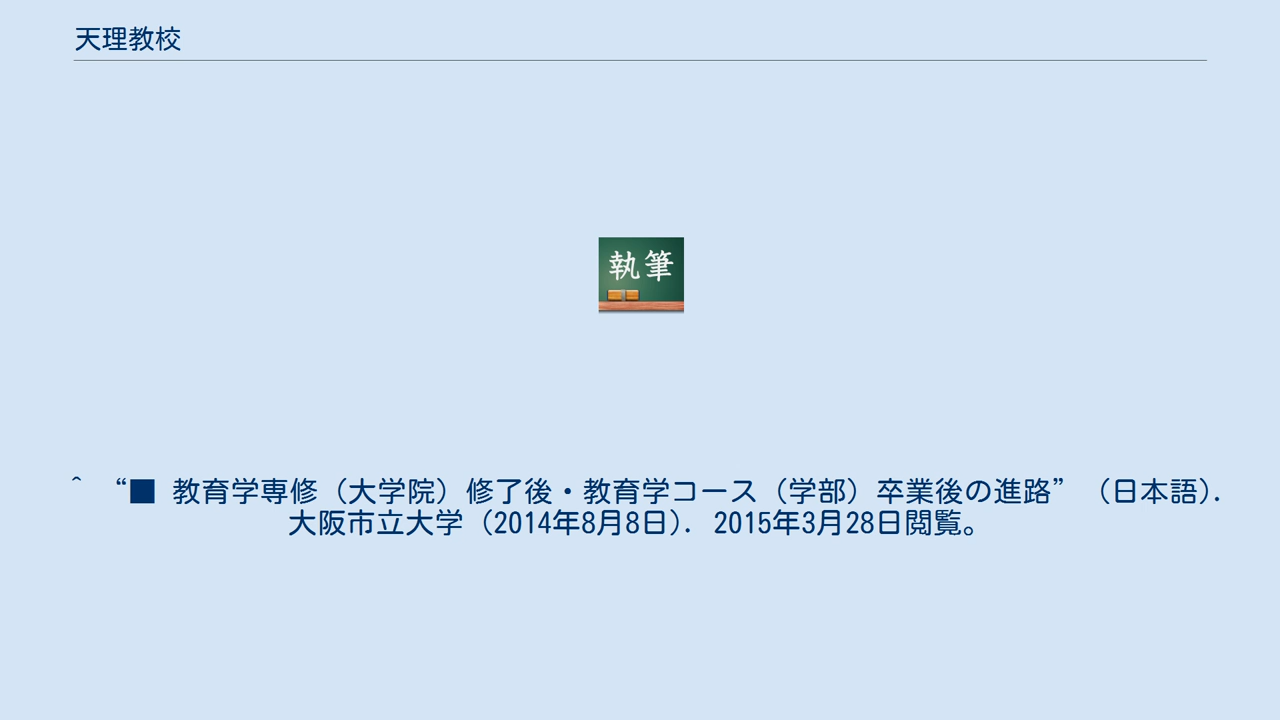 天理教校
執筆
^ “■ 教育学専修（大学院）修了後・教育学コース（学部）卒業後の進路” （日本語）.
大阪市立大学 （2014年8月8日）. 2015年3月28日閲覧。